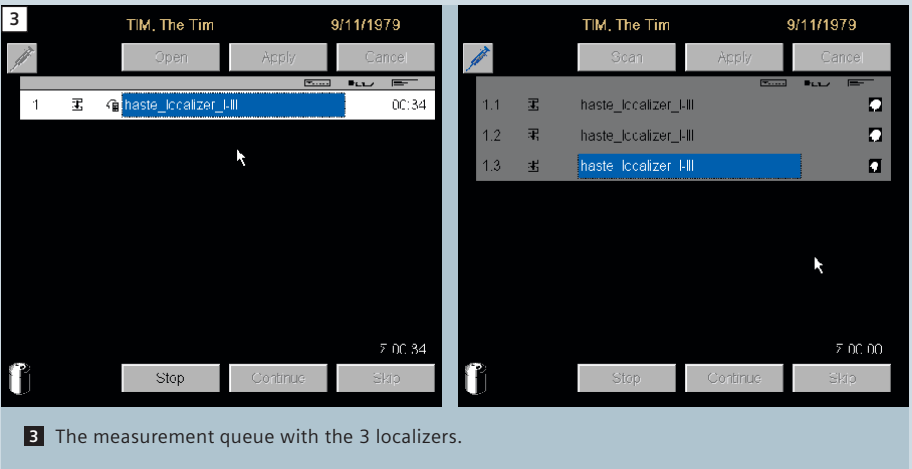 3
TIM, The Tim 9/11/1979
Open Apply Cancel
1 haste_localizer_I-III 00:34
Σ 00:34
Stop Continue Skip
TIM, The Tim 9/11/1979
Scan Apply Cancel
1.1 haste_localizer_I-III
1.2 haste_localizer_I-III
1.3 haste_localizer_I-III
Σ 00:00
Stop Continue Skip
3 The measurement queue with the 3 localizers.